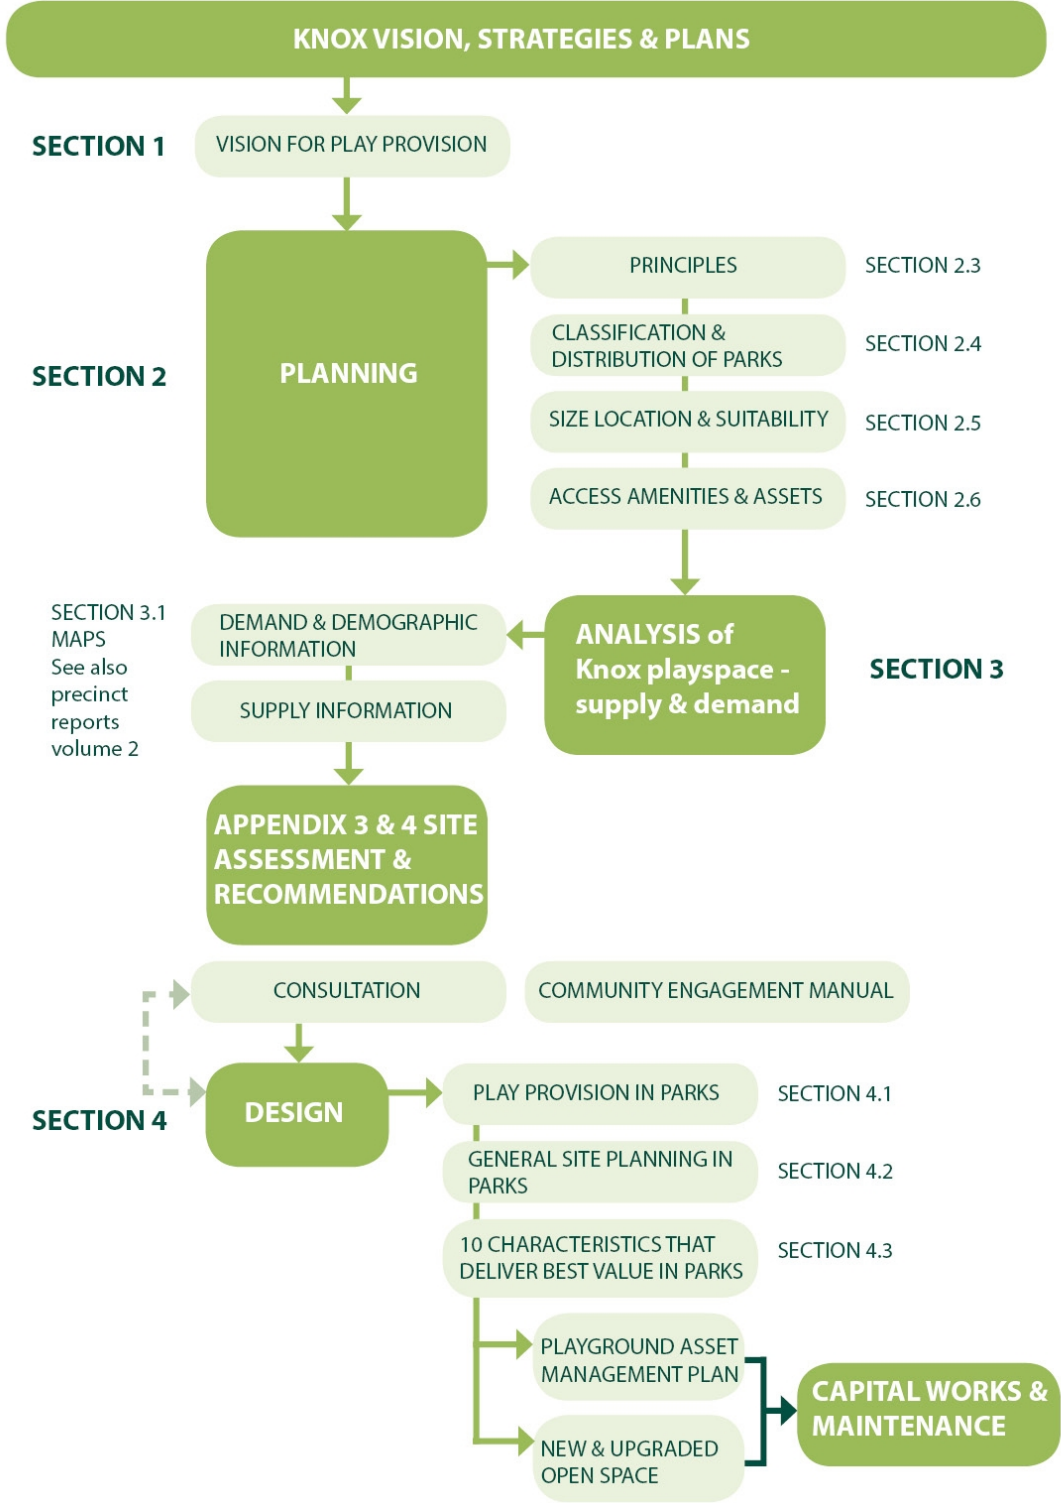 KNOX VISION, STRATEGIES & PLANS
SECTION 1
VISION FOR PLAY PROVISION
SECTION 2
PLANNING
PRINCIPLES
SECTION 2.3
CLASSIFICATION &
DISTRIBUTION OF PARKS
SECTION 2.4
SIZE LOCATION & SUITABILITY
SECTION 2.5
ACCESS AMENITIES & ASSETS
SECTION 2.6
ANALYSIS of
Knox playspace -
supply & demand
SECTION 3
SECTION 3.1
MAPS
See also
precinct
reports
volume 2
DEMAND & DEMOGRAPHIC
INFORMATION
SUPPLY INFORMATION
APPENDIX 3 & 4 SITE
ASSESSMENT &
RECOMMENDATIONS
CONSULTATION
COMMUNITY ENGAGEMENT MANUAL
SECTION 4
DESIGN
PLAY PROVISION IN PARKS
SECTION 4.1
GENERAL SITE PLANNING IN
PARKS
SECTION 4.2
10 CHARACTERISTICS THAT
DELIVER BEST VALUE IN PARKS
SECTION 4.3
PLAYGROUND ASSET
MANAGEMENT PLAN
NEW & UPGRADED
OPEN SPACE
CAPITAL WORKS &
MAINTENANCE